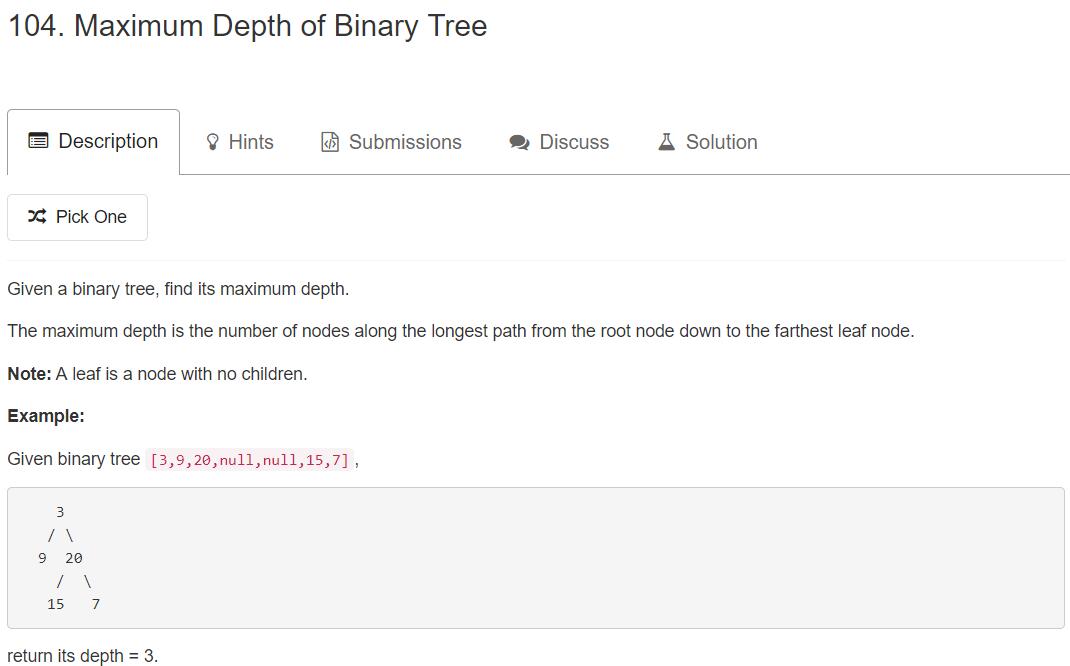 104. Maximum Depth of Binary Tree
Description Hints Submissions Discuss Solution
Pick One
Given a binary tree, find its maximum depth.
The maximum depth is the number of nodes along the longest path from the root node down to the farthest leaf node.
Note: A leaf is a node with no children.
Example:
Given binary tree [3,9,20,null,null,15,7],
3
/ \
9 20
/ \
15 7
return its depth = 3.